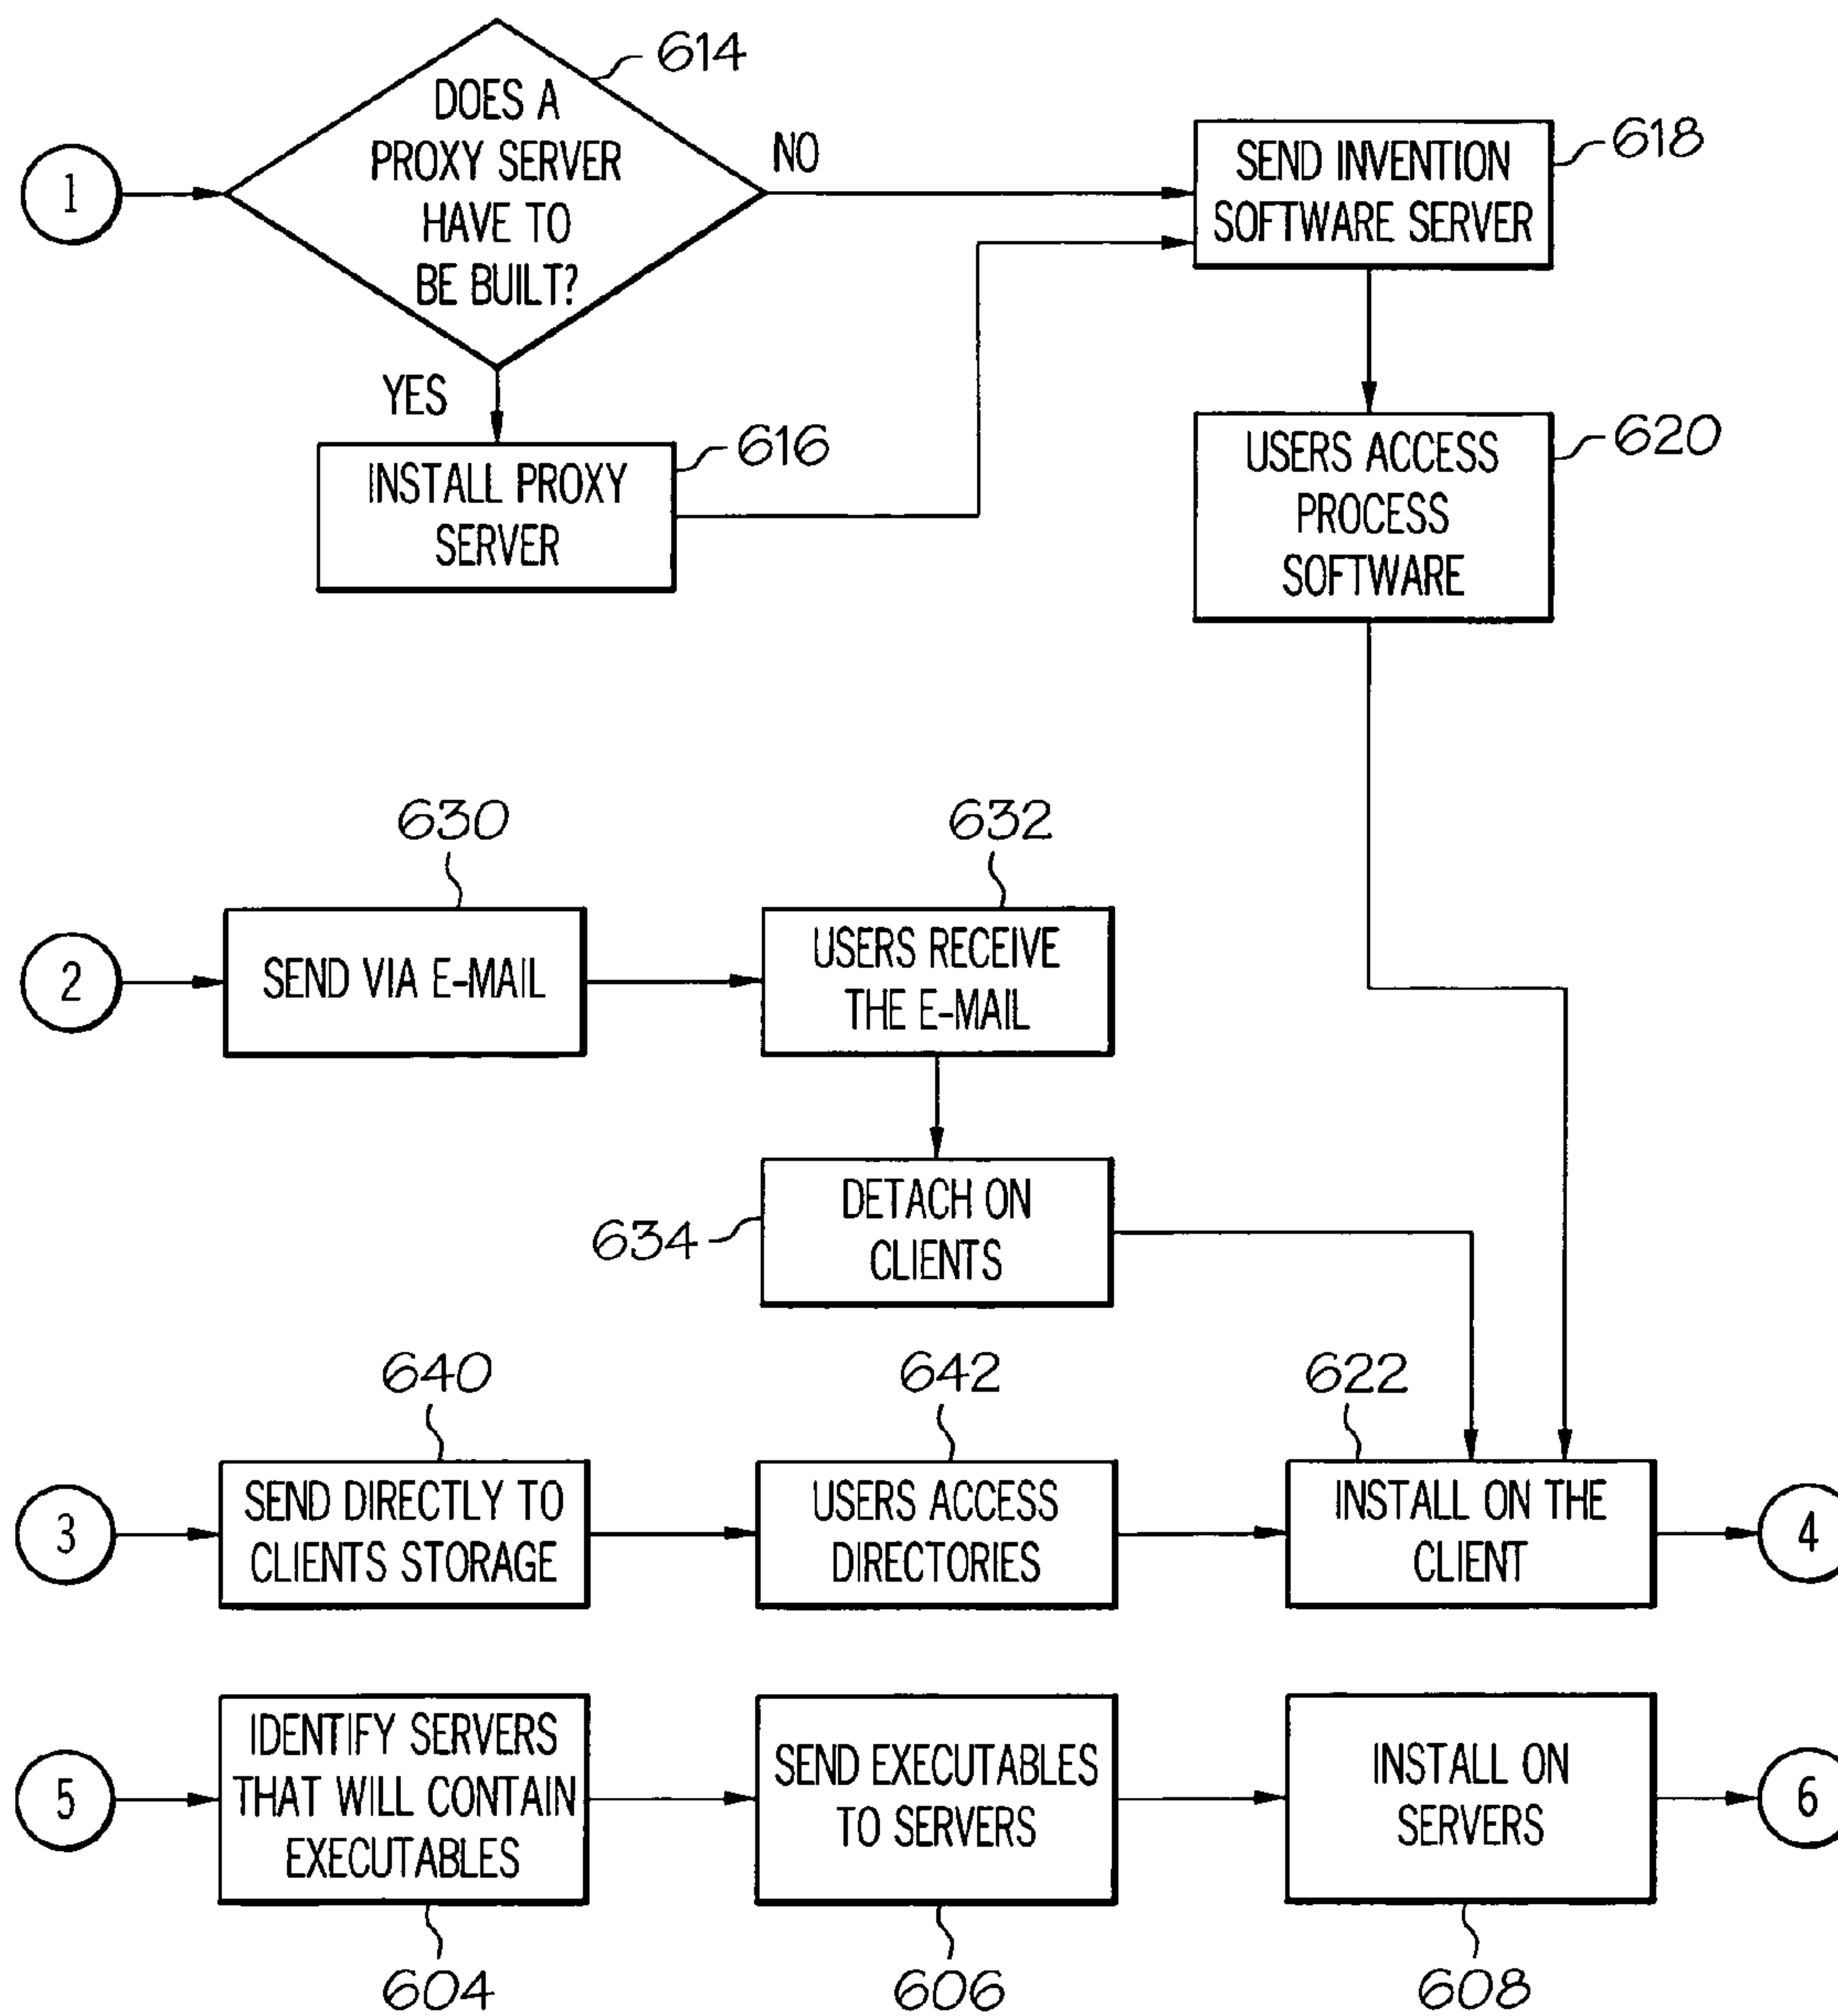 614
DOES A
PROXY SERVER
HAVE TO
BE BUILT?
1
NO
YES
618
SEND INVENTION
SOFTWARE SERVER
616
INSTALL PROXY
SERVER
620
USERS ACCESS
PROCESS
SOFTWARE
630
632
2
SEND VIA E-MAIL
USERS RECEIVE
THE E-MAIL
634
DETACH ON
CLIENTS
640
642
622
3
SEND DIRECTLY TO
CLIENTS STORAGE
USERS ACCESS
DIRECTORIES
INSTALL ON THE
CLIENT
4
5
IDENTIFY SERVERS
THAT WILL CONTAIN
EXECUTABLES
SEND EXECUTABLES
TO SERVERS
INSTALL ON
SERVERS
6
604
606
608